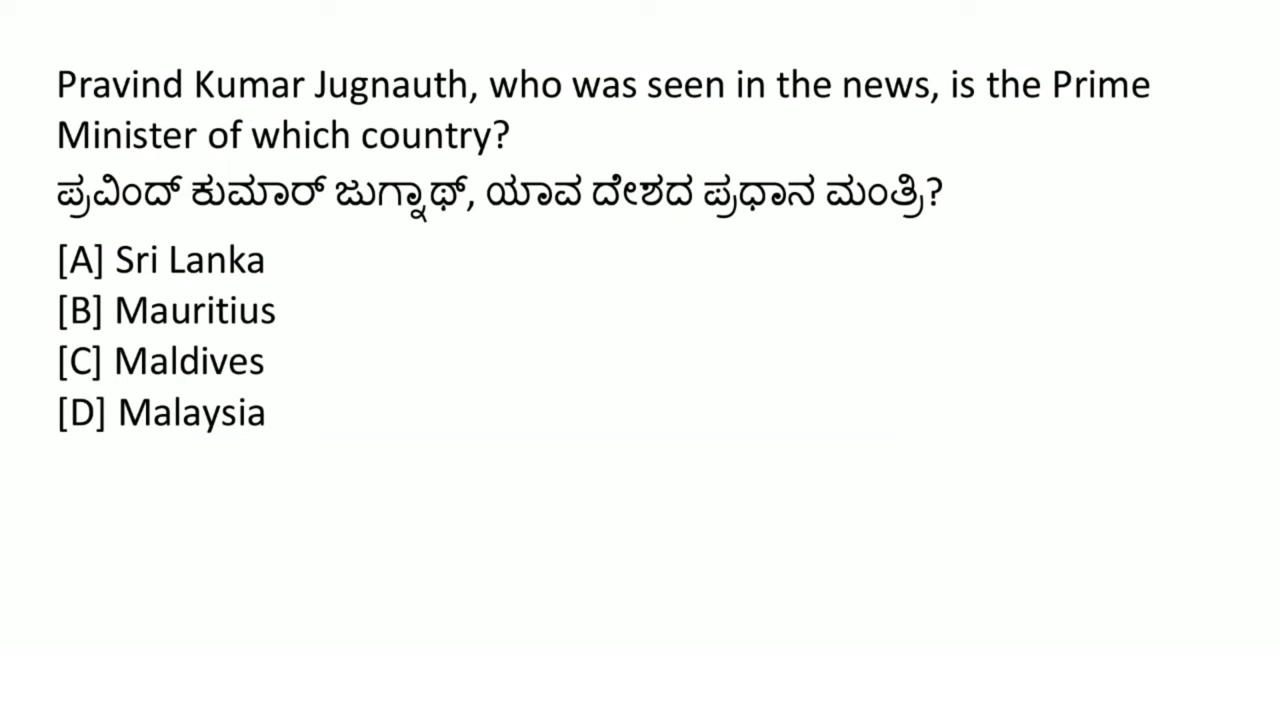 Pravind Kumar Jugnauth, who was seen in the news, is the Prime
Minister of which country?
ಪ್ರವಿಂದ್ ಕುಮಾರ್ ಜುಗ್ನಾಥ್, ಯಾವ ದೇಶದ ಪ್ರಧಾನ ಮಂತ್ರಿ?
[A] Sri Lanka
[B] Mauritius
[C] Maldives
[D] Malaysia